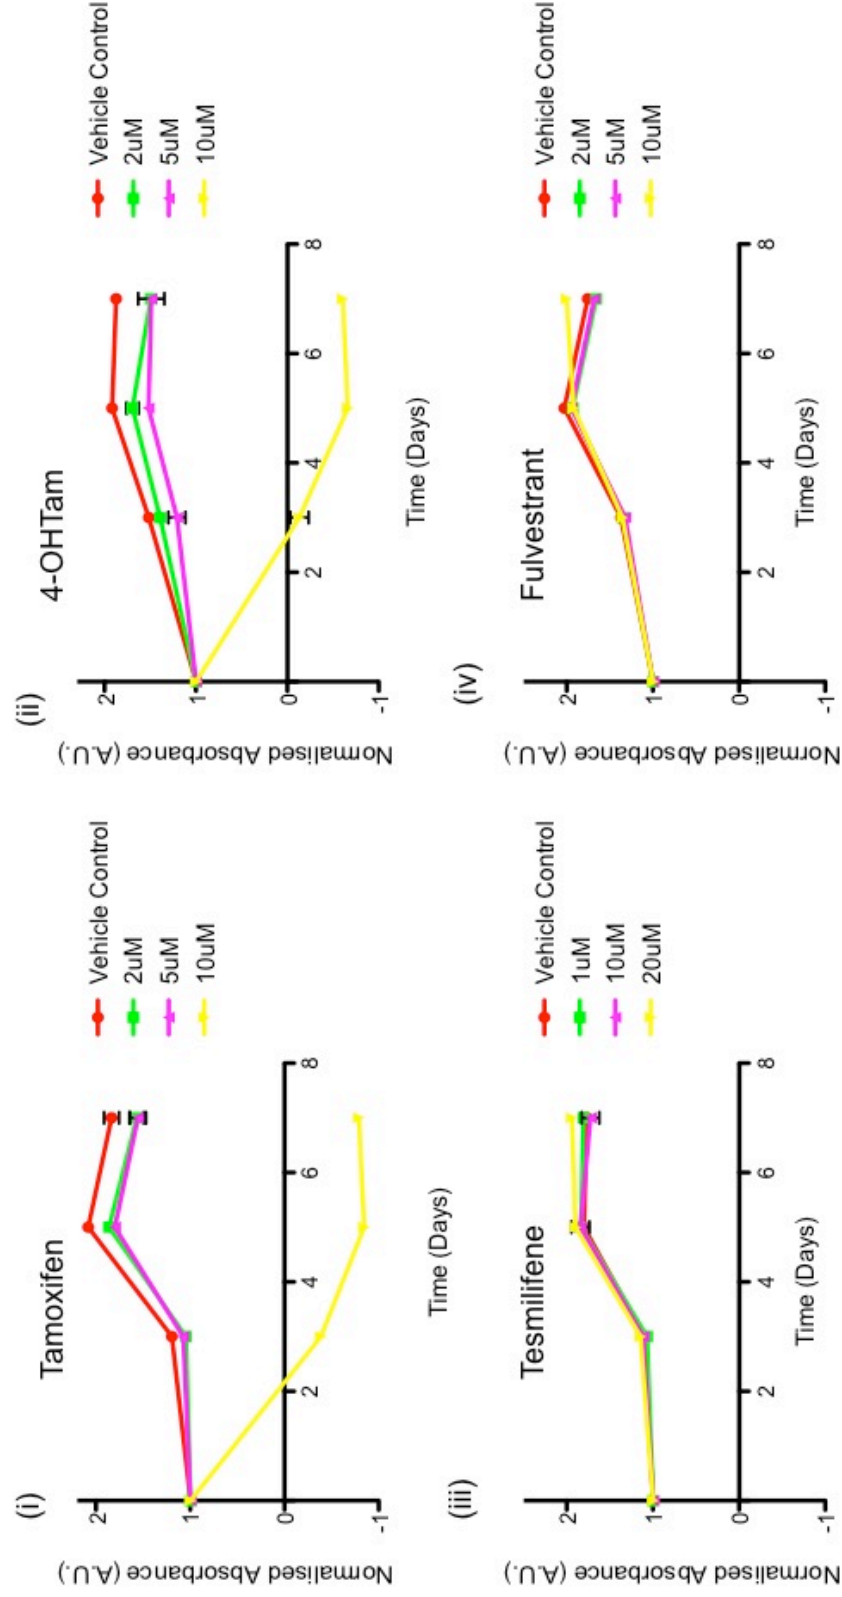 (i)
Tamoxifen
Normalised Absorbance (A.U.)
2
1
0
-1
2
4
6
8
Time (Days)
Vehicle Control
2uM
5uM
10uM
(ii)
4-OHTam
Normalised Absorbance (A.U.)
2
1
0
-1
2
4
6
8
Time (Days)
Vehicle Control
2uM
5uM
10uM
(iii)
Tesmilifene
Normalised Absorbance (A.U.)
2
1
0
-1
2
4
6
8
Time (Days)
Vehicle Control
1uM
10uM
20uM
(iv)
Fulvestrant
Normalised Absorbance (A.U.)
2
1
0
-1
2
4
6
8
Time (Days)
Vehicle Control
2uM
5uM
10uM